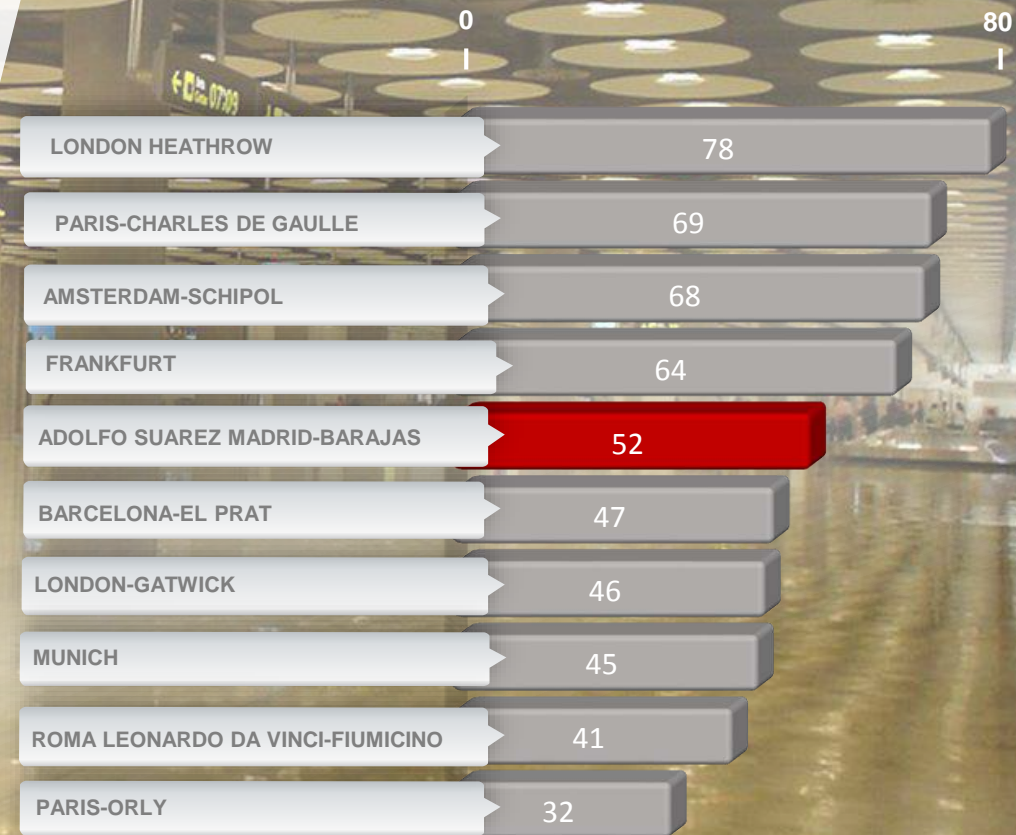 0 80
LONDON HEATHROW 78
PARIS-CHARLES DE GAULLE 69
AMSTERDAM-SCHIPOL 68
FRANKFURT 64
ADOLFO SUAREZ MADRID-BARAJAS 52
BARCELONA-EL PRAT 47
LONDON-GATWICK 46
MUNICH 45
ROMA LEONARDO DA VINCI-FIUMICINO 41
PARIS-ORLY 32